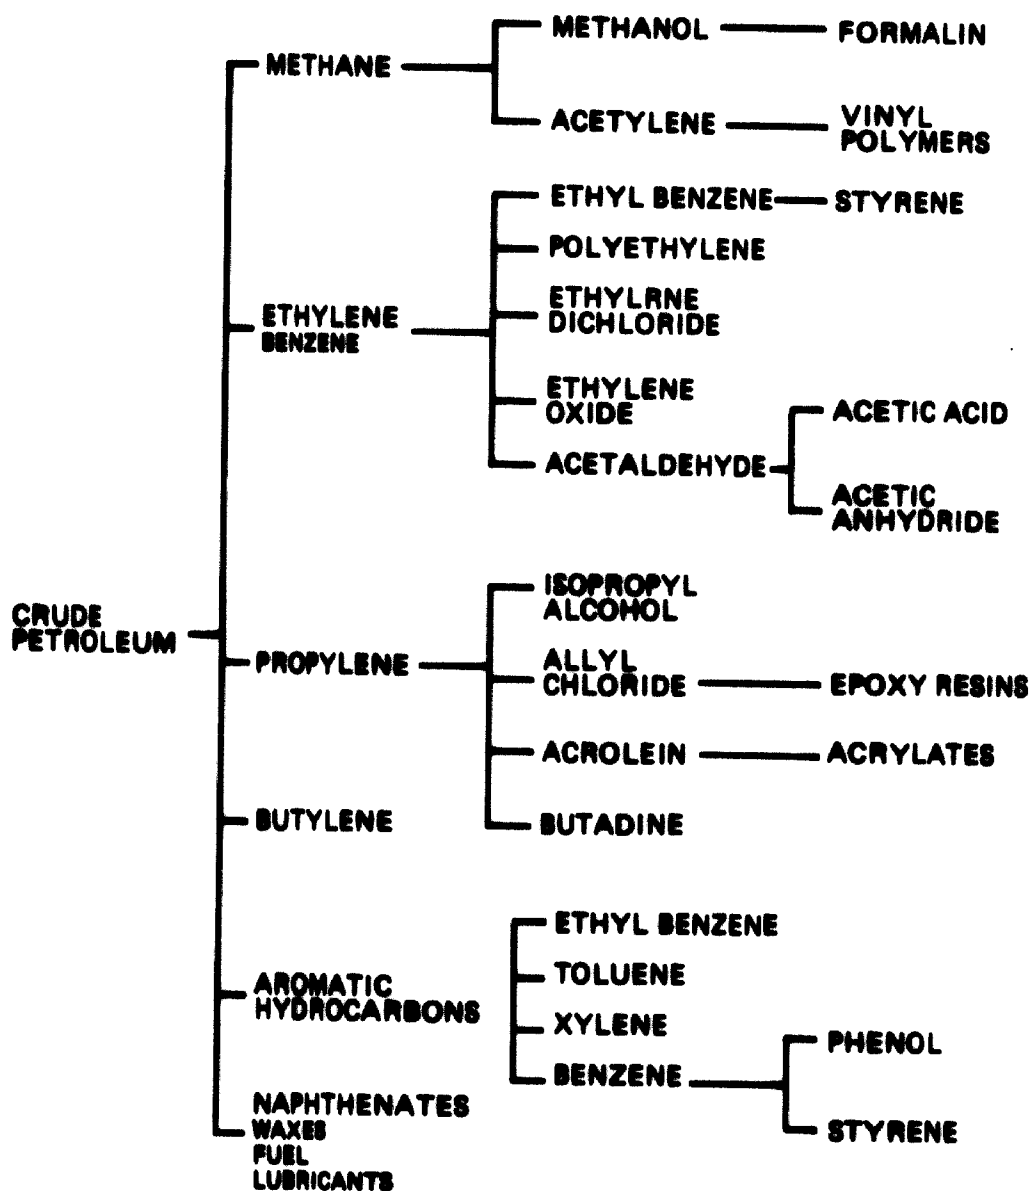 METHANOL
FORMALIN
METHANE
ACETYLENE
VINYL
POLYMERS
ETHYL BENZENE
STYRENE
POLYETHYLENE
ETHYLRNE
DICHLORIDE
ETHYLENE
BENZENE
ETHYLENE
OXIDE
ACETIC ACID
ACETALDEHYDE
ACETIC
ANHYDRIDE
CRUDE
PETROLEUM
ISOPROPYL
ALCOHOL
PROPYLENE
ALLYL
CHLORIDE
EPOXY RESINS
ACROLEIN
ACRYLATES
BUTYLENE
BUTADINE
ETHYL BENZENE
AROMATIC
HYDROCARBONS
TOLUENE
XYLENE
BENZENE
PHENOL
STYRENE
NAPHTHENATES
WAXES
FUEL
LUBRICANTS